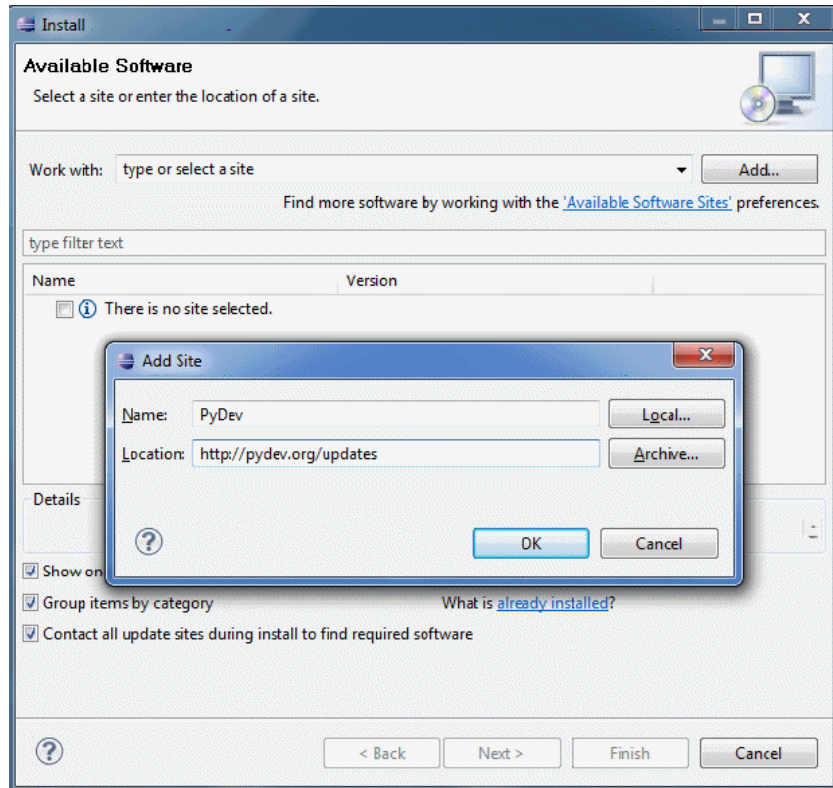 Install
Available Software
Select a site or enter the location of a site.
Work with: type or select a site Add...
Find more software by working with the 'Available Software Sites' preferences.
type filter text
Name Version
There is no site selected.
Add Site
Name: PyDev Local...
Location: http://pydev.org/updates Archive...
Details
OK Cancel
Show on
Group items by category What is already installed?
Contact all update sites during install to find required software
< Back Next > Finish Cancel